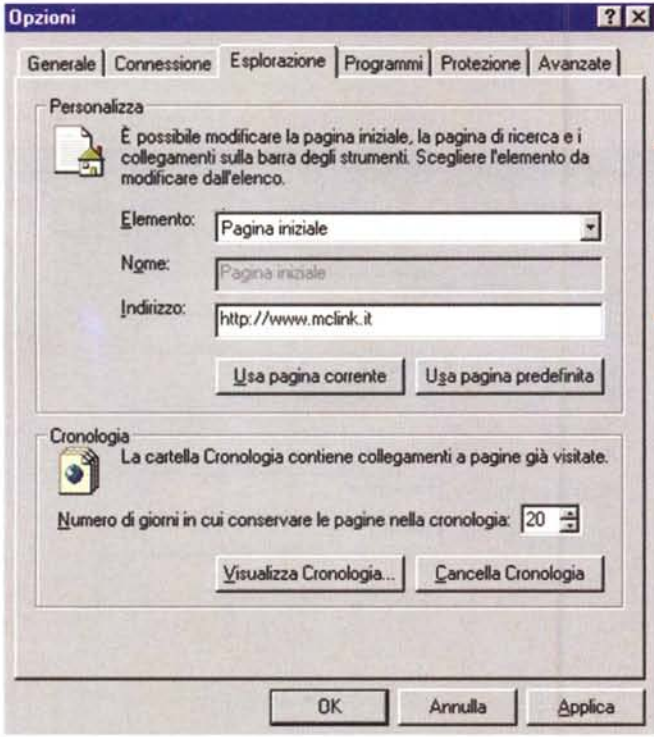 Opzioni
Generale Connessione Esplorazione Programmi Protezione Avanzate
Personalizza
È possibile modificare la pagina iniziale, la pagina di ricerca e i
collegamenti sulla barra degli strumenti. Scegliere l'elemento da
modificare dall'elenco.
Elemento: Pagina iniziale
Nome: Pagina iniziale
Indirizzo: http://www.mclink.it
Usa pagina corrente Usa pagina predefinita
Cronologia
La cartella Cronologia contiene collegamenti a pagine già visitate.
Numero di giorni in cui conservare le pagine nella cronologia: 20
Visualizza Cronologia... Cancella Cronologia
OK Annulla Applica